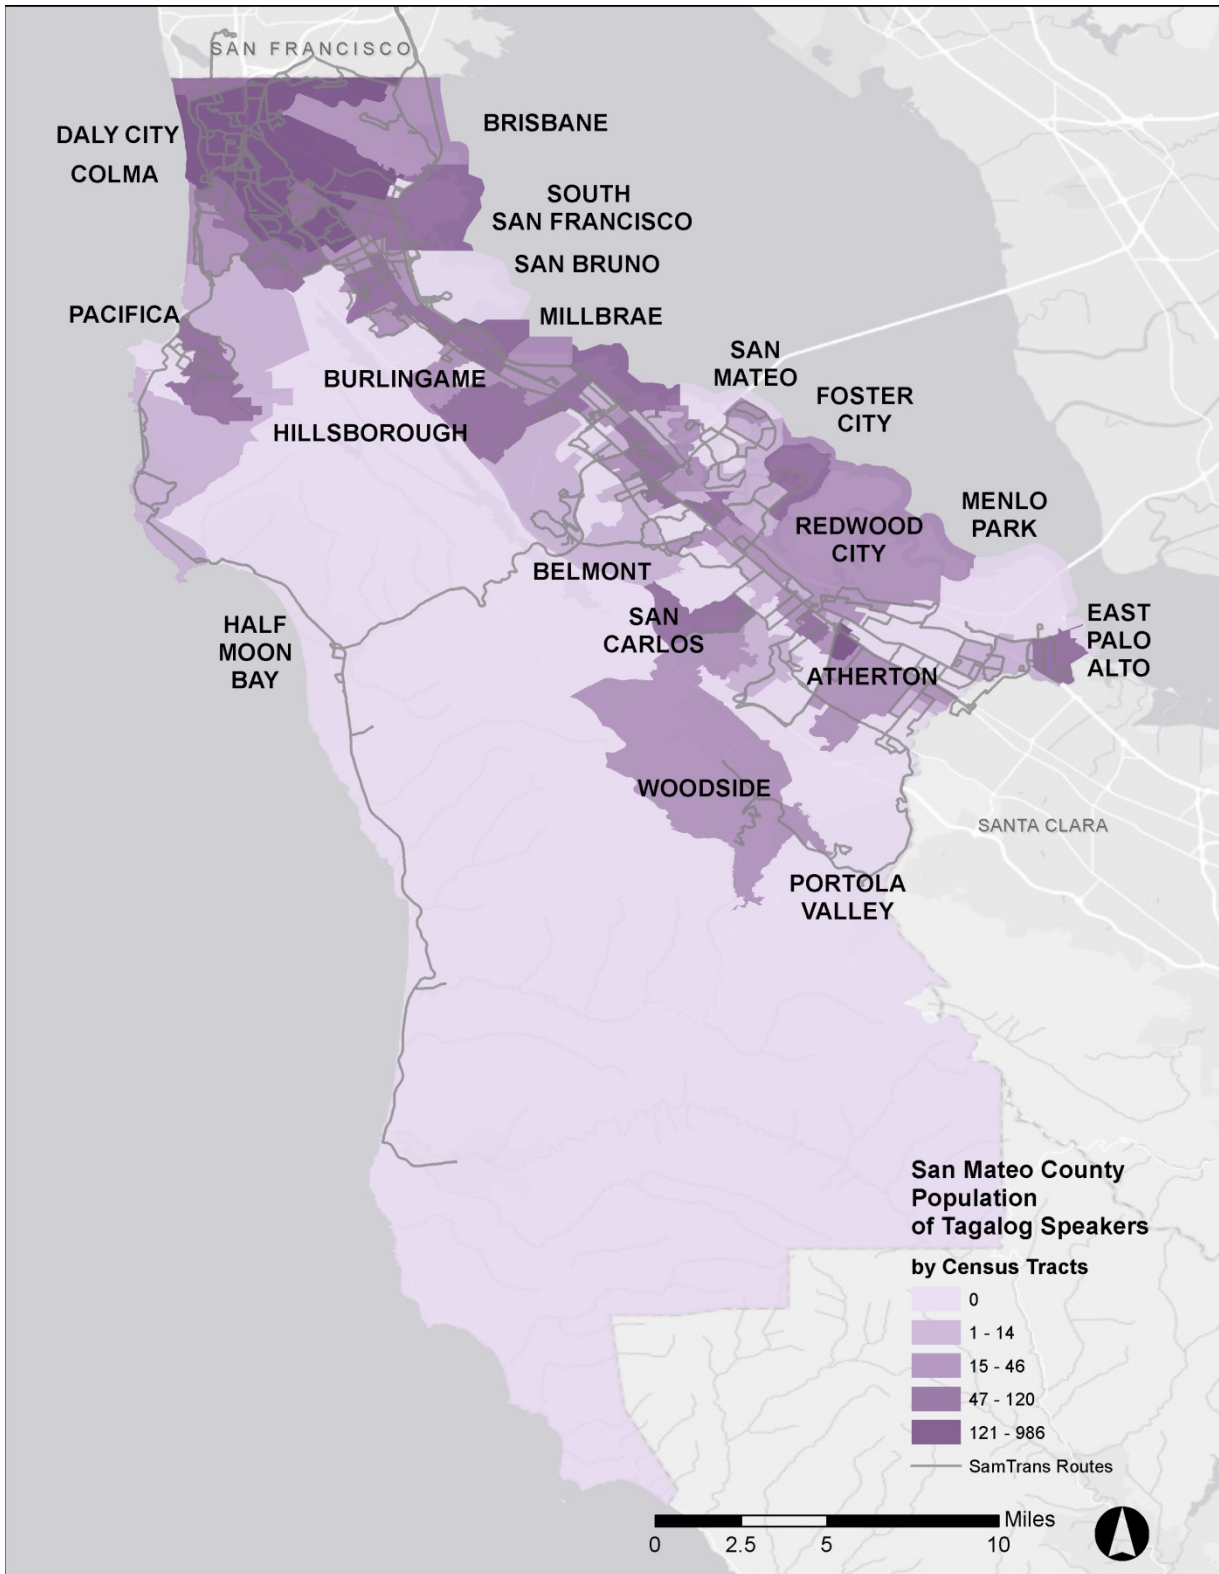 SAN FRANCISCO
BRISBANE
DALY CITY
COLMA
SOUTH
SAN FRANCISCO
SAN BRUNO
PACIFICA
MILLBRAE
SAN
MATEO
BURLINGAME
FOSTER
CITY
HILLSBOROUGH
MENLO
PARK
REDWOOD
CITY
BELMONT
HALF
MOON
BAY
SAN
CARLOS
EAST
PALO
ALTO
ATHERTON
WOODSIDE
SANTA CLARA
PORTOLA
VALLEY
San Mateo County
Population
of Tagalog Speakers
by Census Tracts
0
1 - 14
15 - 46
47 - 120
121 - 986
SamTrans Routes
Miles
0 2.5 5 10